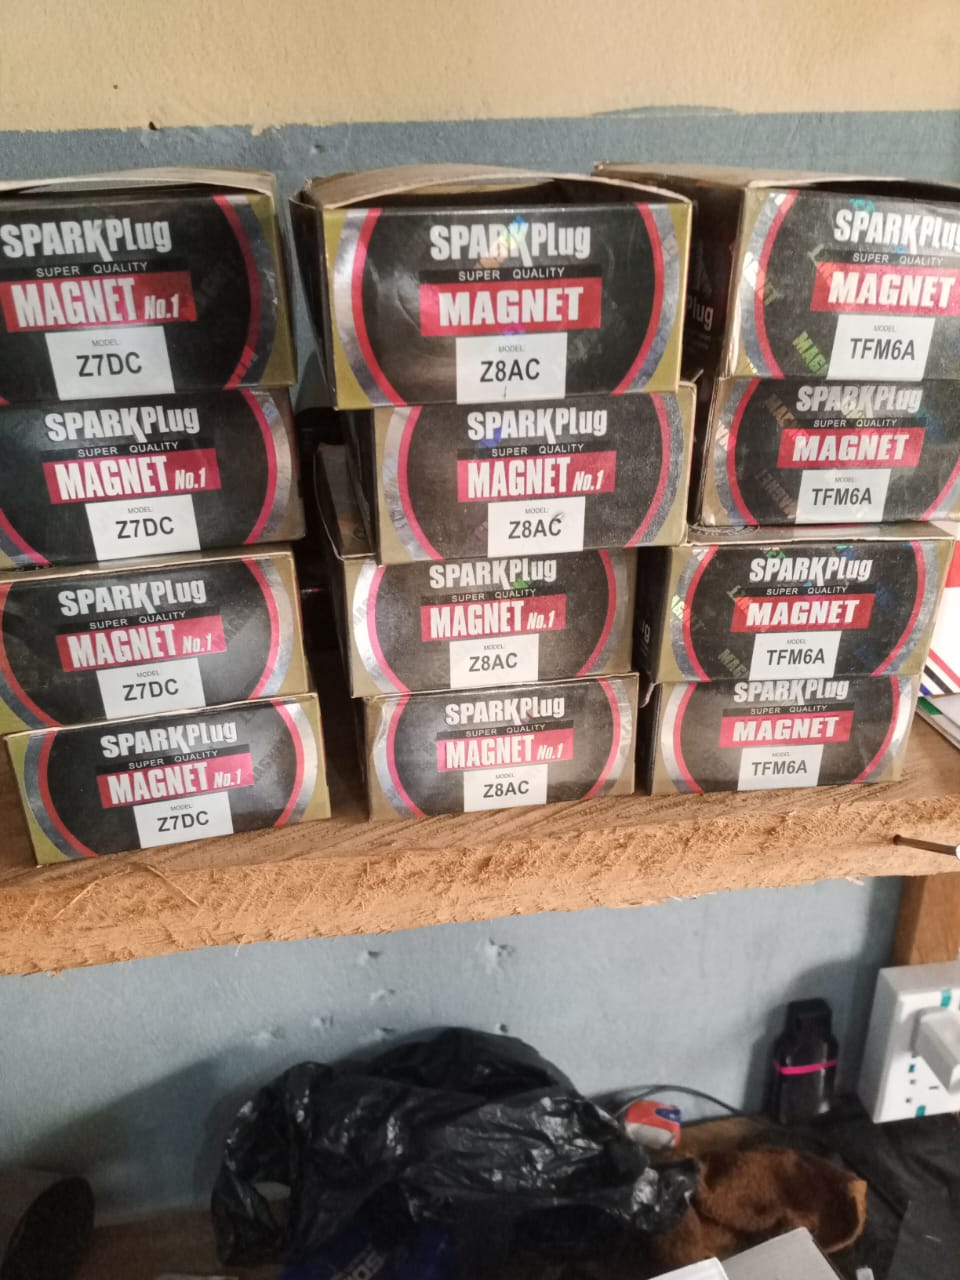 SPARKPlug
SUPER QUALITY
MAGNET No.1
MODEL:
Z7DC
SPARKPlug
SUPER QUALITY
MAGNET No.1
MODEL:
Z7DC
SPARKPlug
SUPER QUALITY
MAGNET No.1
MODEL:
Z7DC
SPARKPlug
SUPER QUALITY
MAGNET No.1
MODEL:
Z7DC
SPARKPlug
SUPER QUALITY
MAGNET
MODEL:
Z8AC
SPARKPlug
SUPER QUALITY
MAGNET No.1
MODEL:
Z8AC
SPARKPlug
SUPER QUALITY
MAGNET No.1
MODEL:
Z8AC
SPARKPlug
SUPER QUALITY
MAGNET No.1
MODEL:
Z8AC
Plug
SPARKPlug
SUPER QUALITY
MAGNET
MODEL:
TFM6A
SPARKPlug
SUPER QUALITY
MAGNET
MODEL:
TFM6A
SPARKPlug
SUPER QUALITY
MAGNET
MODEL:
TFM6A
SPARKPlug
SUPER QUALITY
MAGNET
MODEL:
TFM6A